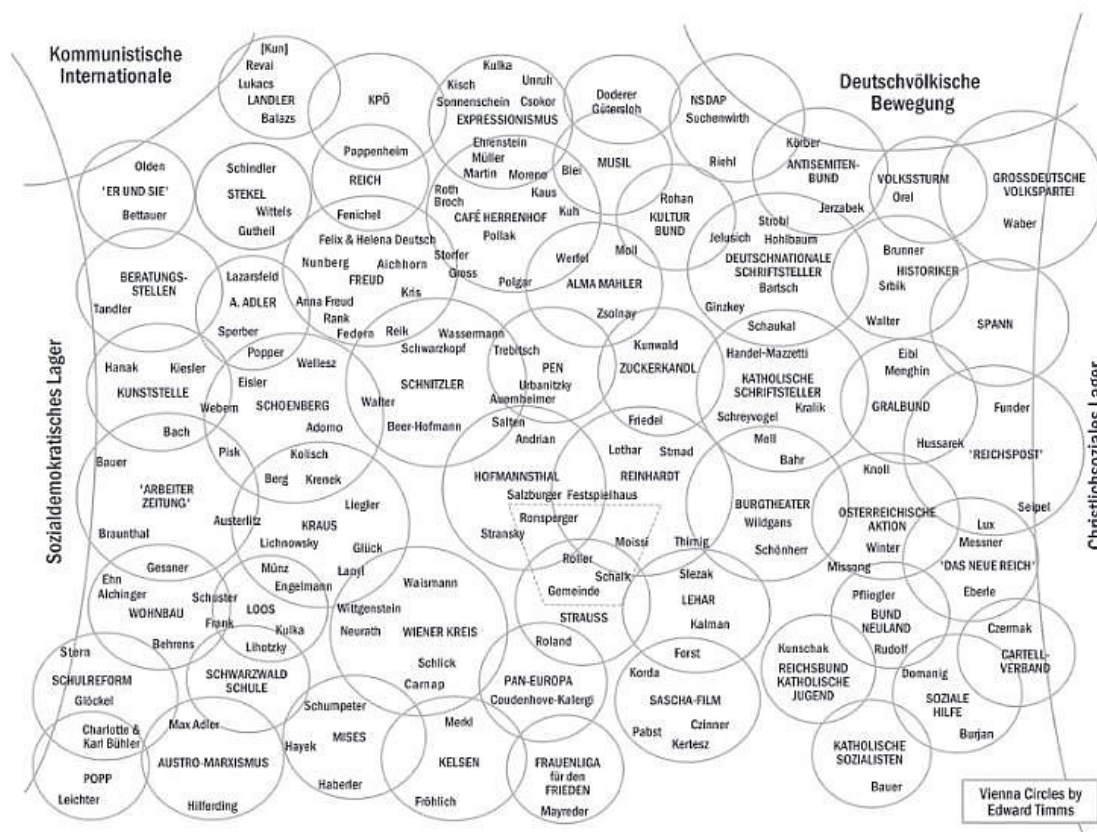 Kommunistische
Internationale
[Kun]
Revai
Lukacs
LANDLER
Balazs
KPÖ
Kulka
Kisch
Unruh
Sonnenschein
Csokor
EXPRESSIONISMUS
Ehrenstein
Müller
Martin
Moreno
Doderer
Gütersloh
MUSIL
Blei
NSDAP
Suchenwirth
Riehl
Deutschvölkische
Bewegung
Körber
ANTISEMITEN-
BUND
Jerzabek
VOLKSSTURM
Orel
GROSSDEUTSCHE
VOLKSPARTEI
Waber
Olden
'ER UND SIE'
Bettauer
Schindler
STEKEL
Wittels
Gutheil
Pappenheim
REICH
Fenichel
Roth
Broch
Kaus
CAFÉ HERRENHOF
Kuh
Pollak
Rohan
KULTUR
BUND
Strobl
Jelusich
Hohlbaum
DEUTSCHNATIONALE
SCHRIFTSTELLER
Bartsch
Ginzkey
Brunner
HISTORIKER
Srbik
Walter
SPANN
BERATUNGS-
STELLEN
Tandler
Lazarsfeld
A. ADLER
Sperber
Felix & Helena Deutsch
Nunberg
Aichhorn
FREUD
Anna Freud
Kris
Rank
Federn
Reik
Storfer
Gross
Polgar
Werfel
Moll
ALMA MAHLER
Zsolnay
Sozialdemokratisches Lager
Hanak
Kiesler
KUNSTSTELLE
Bach
Popper
Wellesz
Eisler
Webern
SCHOENBERG
Adorno
Pisk
Kolisch
Berg
Krenek
Wassermann
Schwarzkopf
SCHNITZLER
Walter
Beer-Hofmann
Trebitsch
PEN
Urbanitzky
Auernheimer
Salten
Kunwald
ZUCKERKANDL
Friedel
Schaukal
Handel-Mazzetti
KATHOLISCHE
SCHRIFTSTELLER
Kralik
Schreyvogel
Eibl
Menghin
GRALBUND
Hussarek
Funder
'REICHSPOST'
Seipel
Bauer
'ARBEITER
ZEITUNG'
Braunthal
Austerlitz
Gessner
Liegler
KRAUS
Lichnowsky
Glück
Münz
Engelmann
Andrian
HOFMANNSTHAL
Salzburger Festspielhaus
Ronsperger
Stransky
Lothar
Strnad
REINHARDT
Moissi
Thimig
Roller
Schalk
Gemeinde
STRAUSS
Roland
Mell
Bahr
BURGTHEATER
Wildgans
Schönherr
Knoll
ÖSTERREICHISCHE
AKTION
Winter
Missong
Lux
Messner
'DAS NEUE REICH'
Eberle
Ehn
Aichinger
WOHNBAU
Schuster
Frank
Behrens
LOOS
Kulka
Lihotzky
Waismann
Wittgenstein
Neurath
WIENER KREIS
Schlick
Carnap
Slezak
LEHAR
Kalman
Forst
Pfliegler
BUND
NEULAND
Rudolf
Czermak
CARTELL-
VERBAND
Stern
SCHULREFORM
Glöckel
SCHWARZWALD
SCHULE
PAN-EUROPA
Coudenhove-Kalergi
Korda
SASCHA-FILM
Pabst
Czinner
Kertesz
Kunschak
REICHSBUND
KATHOLISCHE
JUGEND
Domanig
SOZIALE
HILFE
Burjan
Charlotte &
Karl Bühler
POPP
Leichter
Max Adler
AUSTRO-MARXISMUS
Hilferding
Schumpeter
MISES
Hayek
Haberler
Merkl
KELSEN
Fröhlich
FRAUENLIGA
für den
FRIEDEN
Mayreder
KATHOLISCHE
SOZIALISTEN
Bauer
Vienna Circles by
Edward Timms